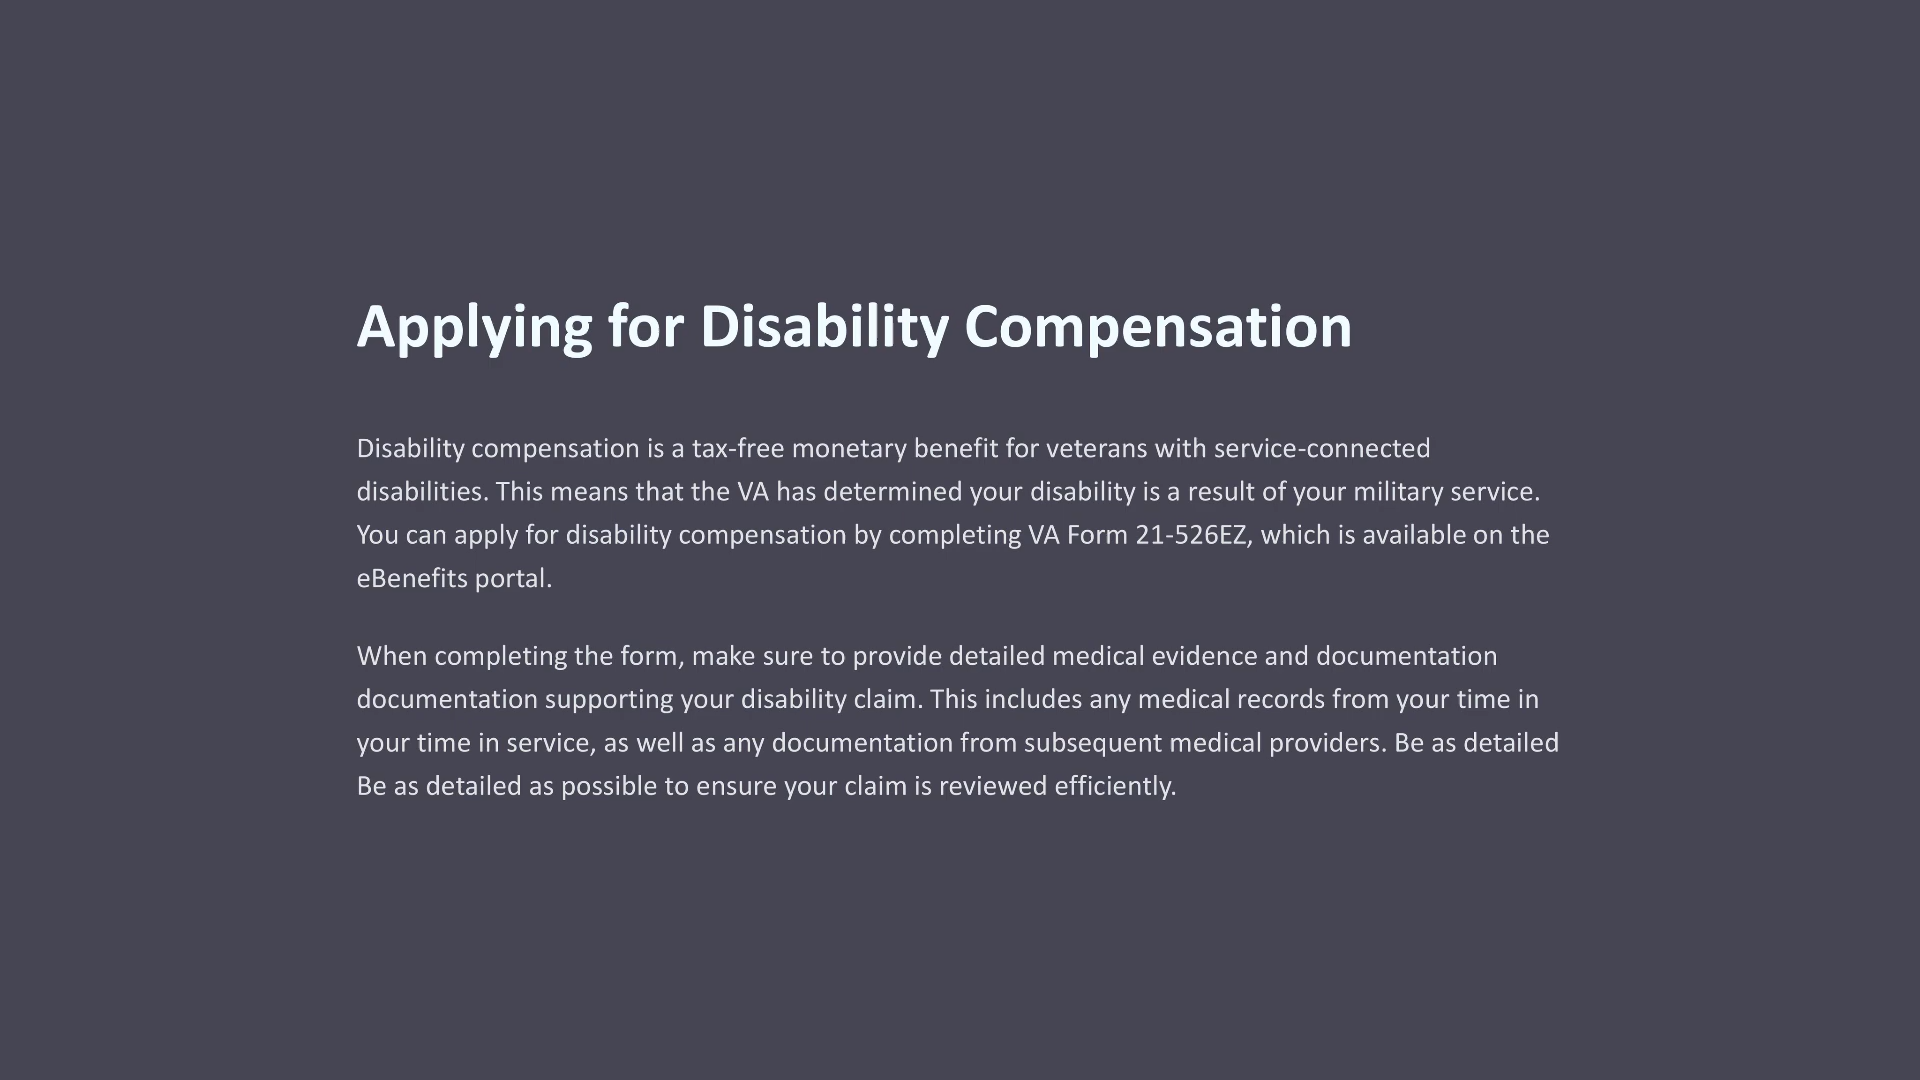 Applying for Disability Compensation
Disability compensation is a tax-free monetary benefit for veterans with service-connected
disabilities. This means that the VA has determined your disability is a result of your military service.
You can apply for disability compensation by completing VA Form 21-526EZ, which is available on the
eBenefits portal.
When completing the form, make sure to provide detailed medical evidence and documentation
documentation supporting your disability claim. This includes any medical records from your time in
your time in service, as well as any documentation from subsequent medical providers. Be as detailed
Be as detailed as possible to ensure your claim is reviewed efficiently.